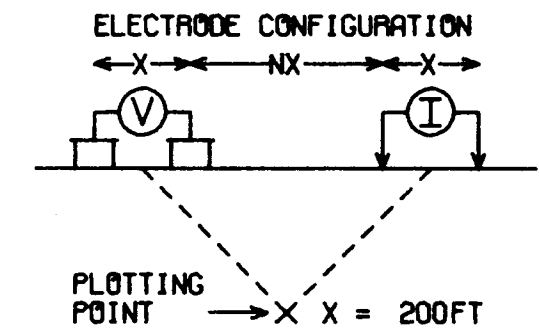 ELECTRODE CONFIGURATION
X NX X
V I
PLOTTING
POINT X X = 200FT